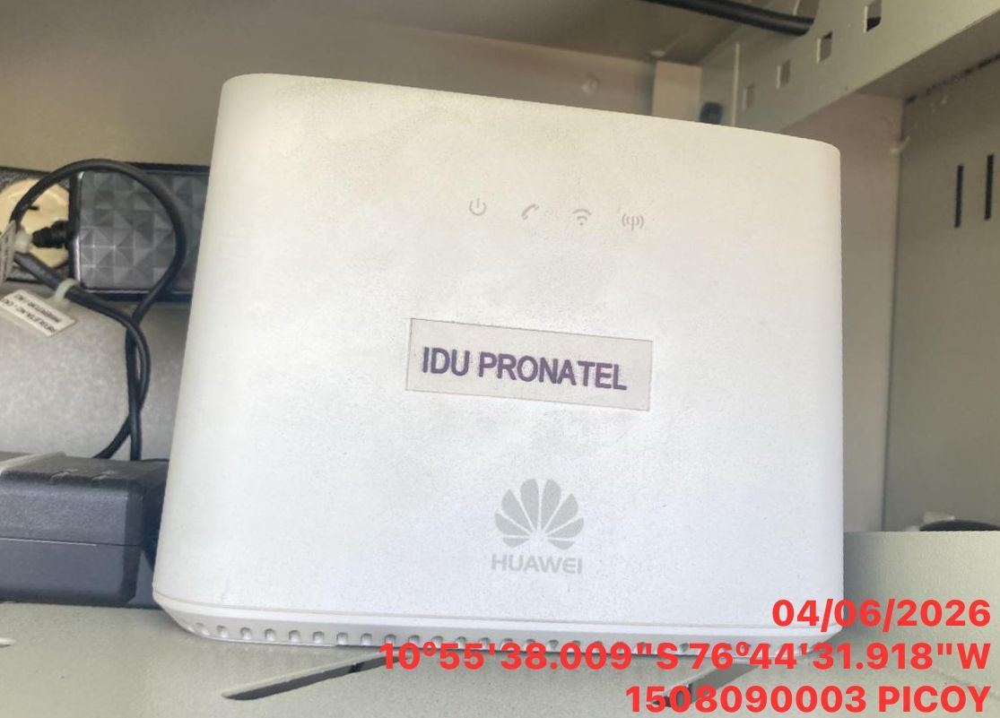 IDU PRONATEL
HUAWEI
04/06/2026
10°55'38.009"S 76°44'31.918"W
1508090003 PICOY